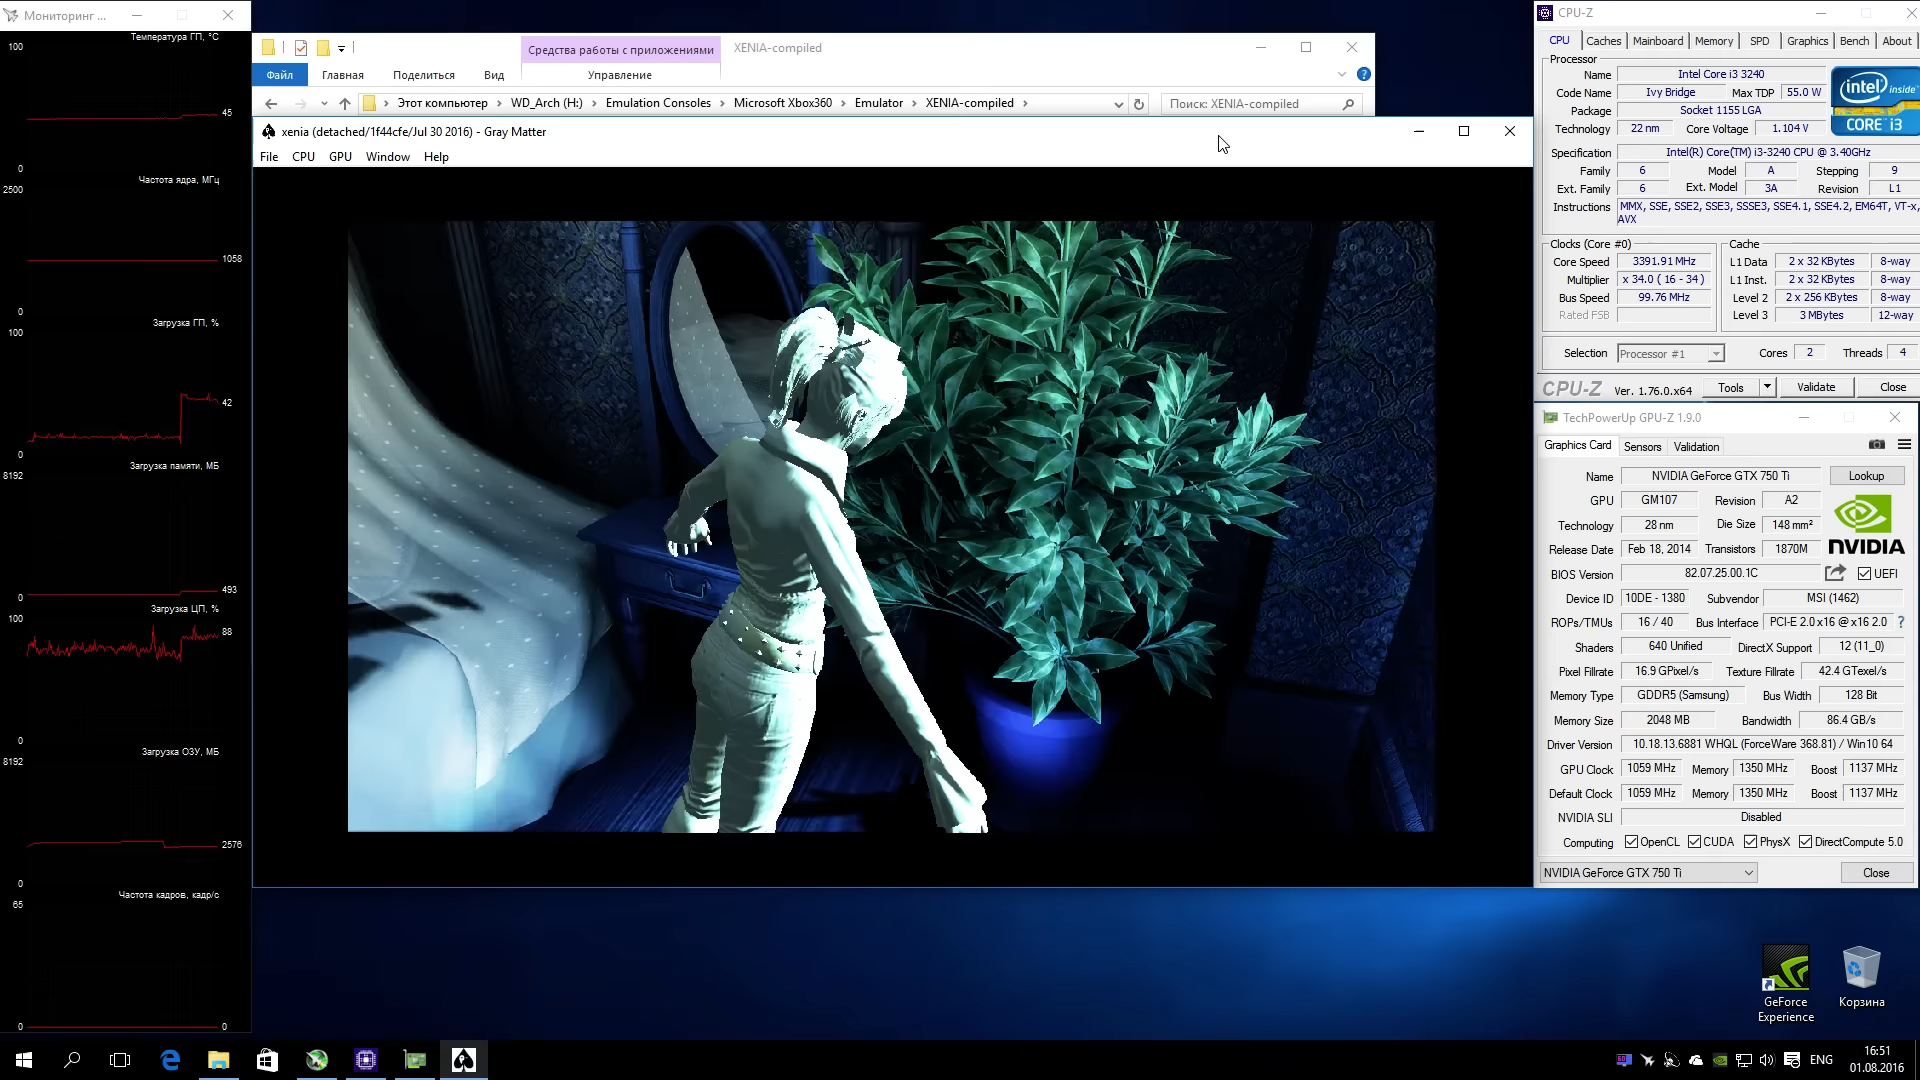 Мониторинг ...
Температура ГП, °C
100
45
0
Частота ядра, МГц
2500
1058
0
Загрузка ГП, %
100
42
0
Загрузка памяти, МБ
8192
493
0
Загрузка ЦП, %
100
88
0
Загрузка ОЗУ, МБ
8192
2576
0
Частота кадров, кадр/с
65
0
0
Средства работы с приложениями
XENIA-compiled
Файл
Главная
Поделиться
Вид
Управление
Этот компьютер > WD_Arch (H:) > Emulation Consoles > Microsoft Xbox360 > Emulator > XENIA-compiled >
Поиск: XENIA-compiled
xenia (detached/1f44cfe/Jul 30 2016) - Gray Matter
File CPU GPU Window Help
CPU-Z
CPU Caches Mainboard Memory SPD Graphics Bench About
Processor
Name Intel Core i3 3240
Code Name Ivy Bridge Max TDP 55.0 W
Package Socket 1155 LGA
Technology 22 nm Core Voltage 1.104 V
intel inside™
CORE i3
Specification Intel(R) Core(TM) i3-3240 CPU @ 3.40GHz
Family 6 Model A Stepping 9
Ext. Family 6 Ext. Model 3A Revision L1
Instructions MMX, SSE, SSE2, SSE3, SSSE3, SSE4.1, SSE4.2, EM64T, VT-x,
AVX
Clocks (Core #0)
Core Speed 3391.91 MHz
Multiplier x 34.0 ( 16 - 34 )
Bus Speed 99.76 MHz
Rated FSB
Cache
L1 Data 2 x 32 KBytes 8-way
L1 Inst. 2 x 32 KBytes 8-way
Level 2 2 x 256 KBytes 8-way
Level 3 3 MBytes 12-way
Selection Processor #1 Cores 2 Threads 4
CPU-Z Ver. 1.76.0.x64 Tools Validate Close
TechPowerUp GPU-Z 1.9.0
Graphics Card Sensors Validation
Name NVIDIA GeForce GTX 750 Ti Lookup
GPU GM107 Revision A2
Technology 28 nm Die Size 148 mm²
Release Date Feb 18, 2014 Transistors 1870M
NVIDIA
BIOS Version 82.07.25.00.1C UEFI
Device ID 10DE - 1380 Subvendor MSI (1462)
ROPs/TMUs 16 / 40 Bus Interface PCI-E 2.0 x16 @ x16 2.0 ?
Shaders 640 Unified DirectX Support 12 (11_0)
Pixel Fillrate 16.9 GPixel/s Texture Fillrate 42.4 GTexel/s
Memory Type GDDR5 (Samsung) Bus Width 128 Bit
Memory Size 2048 MB Bandwidth 86.4 GB/s
Driver Version 10.18.13.6881 WHQL (ForceWare 368.81) / Win10 64
GPU Clock 1059 MHz Memory 1350 MHz Boost 1137 MHz
Default Clock 1059 MHz Memory 1350 MHz Boost 1137 MHz
NVIDIA SLI Disabled
Computing OpenCL CUDA PhysX DirectCompute 5.0
NVIDIA GeForce GTX 750 Ti Close
GeForce
Experience
Корзина
ENG
16:51
01.08.2016